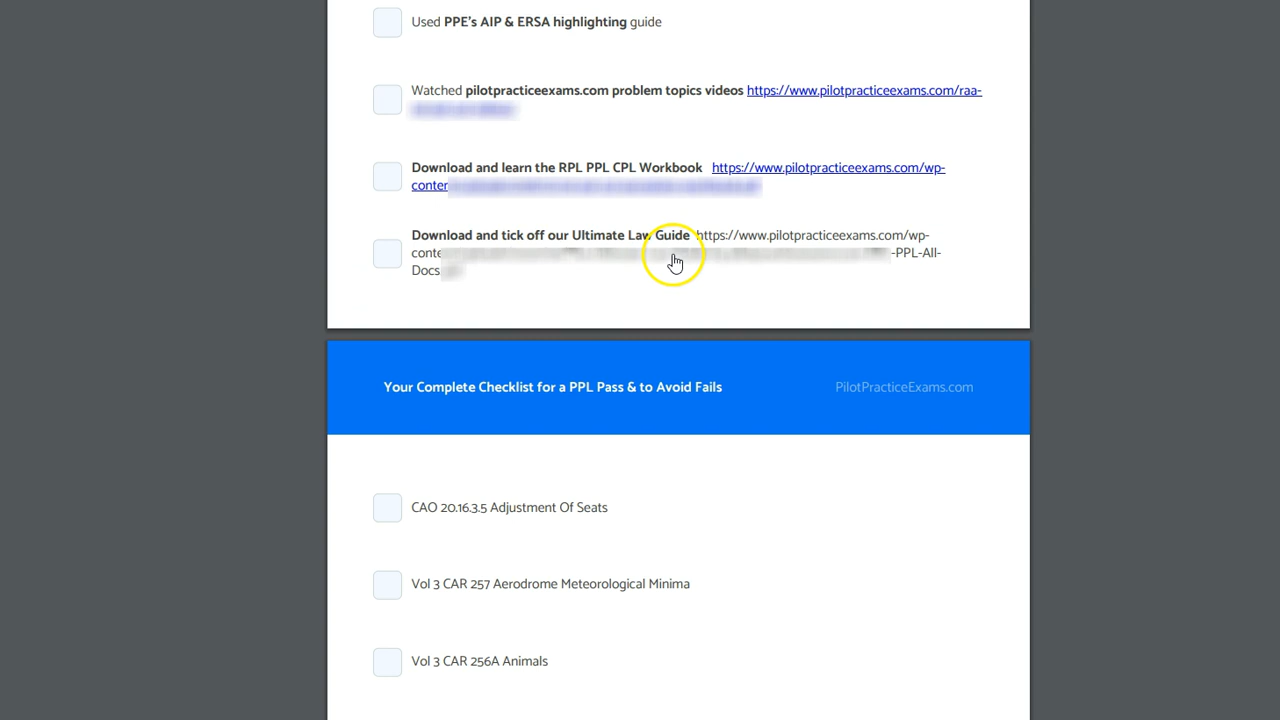 Used PPE's AIP & ERSA highlighting guide
Watched pilotpracticeexams.com problem topics videos https://www.pilotpracticeexams.com/raa-
Download and learn the RPL PPL CPL Workbook https://www.pilotpracticeexams.com/wp-
conten
Download and tick off our Ultimate Law Guide https://www.pilotpracticeexams.com/wp-
conte -PPL-All-
Docs
Your Complete Checklist for a PPL Pass & to Avoid Fails PilotPracticeExams.com
CAO 20.16.3.5 Adjustment Of Seats
Vol 3 CAR 257 Aerodrome Meteorological Minima
Vol 3 CAR 256A Animals